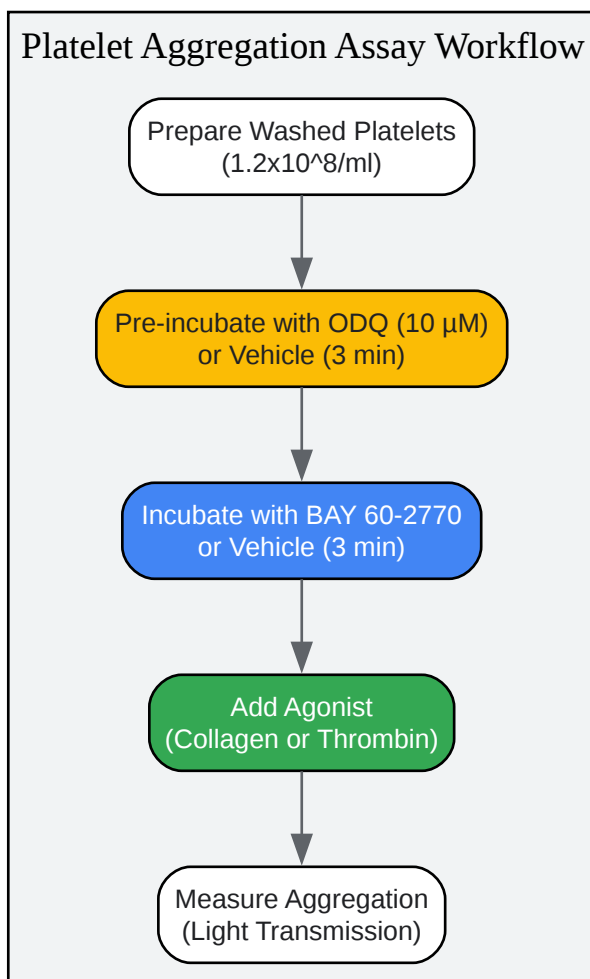 Platelet Aggregation Assay Workflow
Prepare Washed Platelets
(1.2x10^8/ml)
Pre-incubate with ODQ (10 µM)
or Vehicle (3 min)
Incubate with BAY 60-2770
or Vehicle (3 min)
Add Agonist
(Collagen or Thrombin)
Measure Aggregation
(Light Transmission)